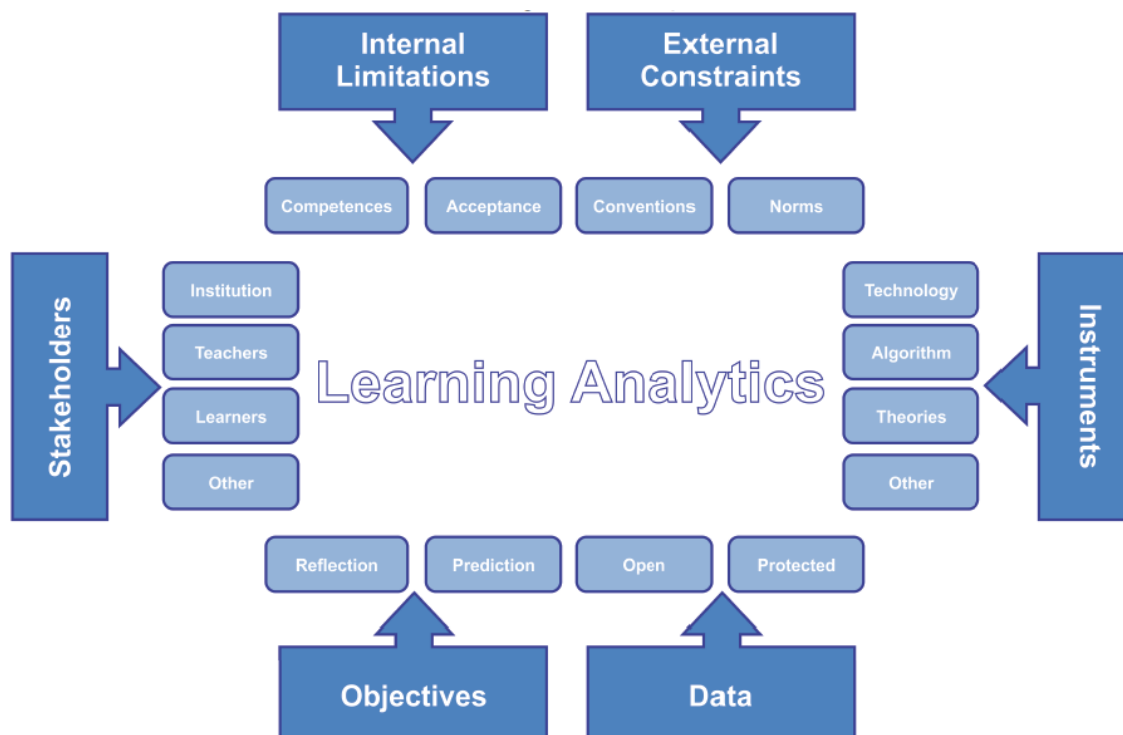 Internal
Limitations
External
Constraints
Competences
Acceptance
Conventions
Norms
Stakeholders
Institution
Teachers
Learners
Other
Learning Analytics
Technology
Algorithm
Theories
Other
Instruments
Reflection
Prediction
Open
Protected
Objectives
Data